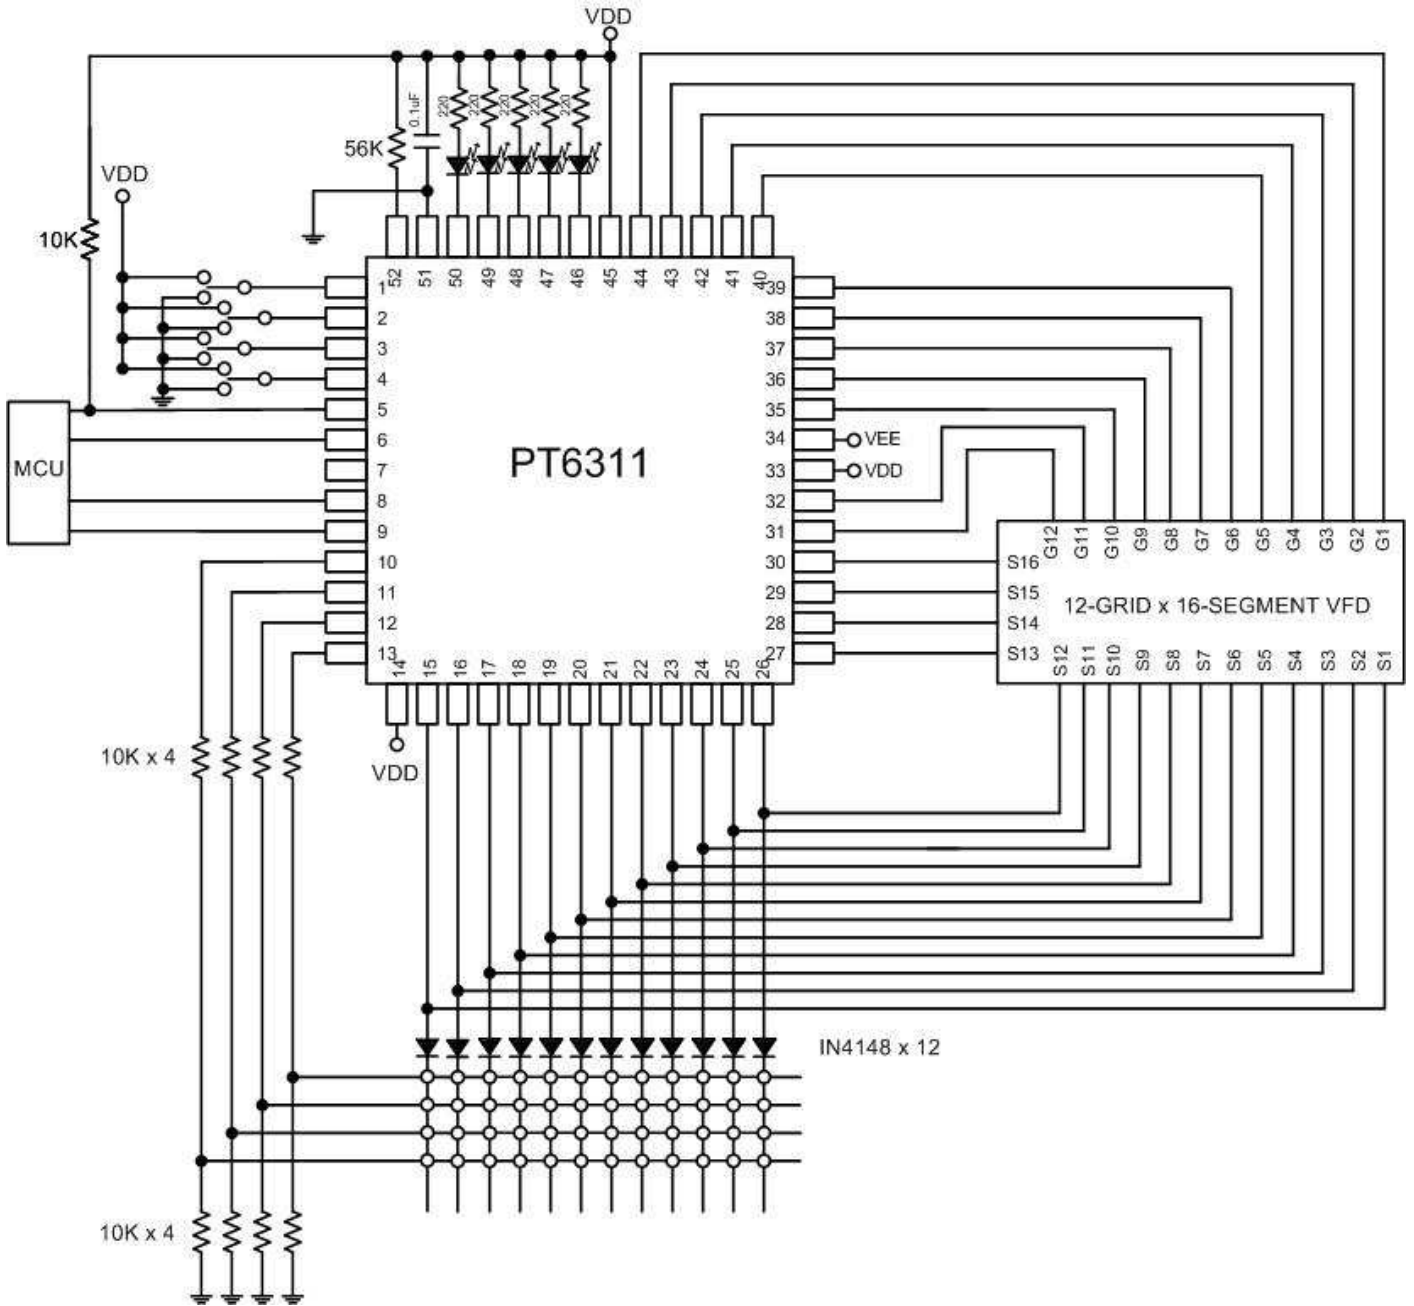 VDD
0.1uF
220
220
220
220
220
56K
VDD
10K
52
51
50
49
48
47
46
45
44
43
42
41
40
1
2
3
4
5
6
7
8
9
10
11
12
13
39
38
37
36
35
34
33
32
31
30
29
28
27
VEE
VDD
MCU
PT6311
G12
G11
G10
G9
G8
G7
G6
G5
G4
G3
G2
G1
S16
S15
S14
S13
12-GRID x 16-SEGMENT VFD
S12
S11
S10
S9
S8
S7
S6
S5
S4
S3
S2
S1
14
15
16
17
18
19
20
21
22
23
24
25
26
10K x 4
VDD
IN4148 x 12
10K x 4